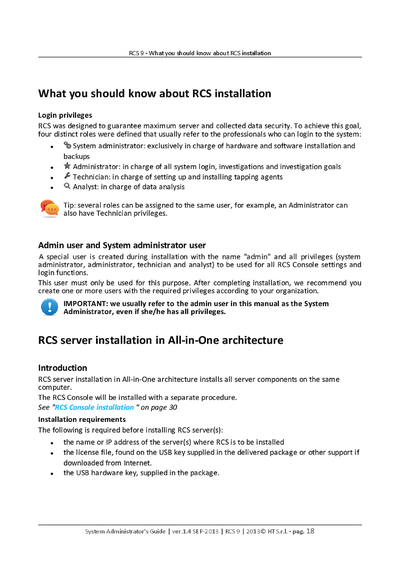 RCS 9 - What you should know about RCS installation
What you should know about RCS installation
Login privileges
RCS was designed to guarantee maximum server and collected data security. To achieve this goal,
four distinct roles were defined that usually refer to the professionals who can login to the system:
• System administrator: exclusively in charge of hardware and software installation and
backups
• Administrator: in charge of all system login, investigations and investigation goals
• Technician: in charge of setting up and installing tapping agents
• Analyst: in charge of data analysis
Tip: several roles can be assigned to the same user, for example, an Administrator can
also have Technician privileges.
Admin user and System administrator user
A special user is created during installation with the name "admin" and all privileges (system
administrator, administrator, technician and analyst) to be used for all RCS Console settings and
login functions.
This user must only be used for this purpose. After completing installation, we recommend you
create one or more users with the required privileges according to your organization.
IMPORTANT: we usually refer to the admin user in this manual as the System
Administrator, even if she/he has all privileges.
RCS server installation in All-in-One architecture
Introduction
RCS server installation in All-in-One architecture installs all server components on the same
computer.
The RCS Console will be installed with a separate procedure.
See "RCS Console installation " on page 30
Installation requirements
The following is required before installing RCS server(s):
• the name or IP address of the server(s) where RCS is to be installed
• the license file, found on the USB key supplied in the delivered package or other support if
downloaded from Internet.
• the USB hardware key, supplied in the package.
System Administrator's Guide | ver.1.4 SEP-2013 | RCS 9 | 2013© HT S.r.l. - pag. 18